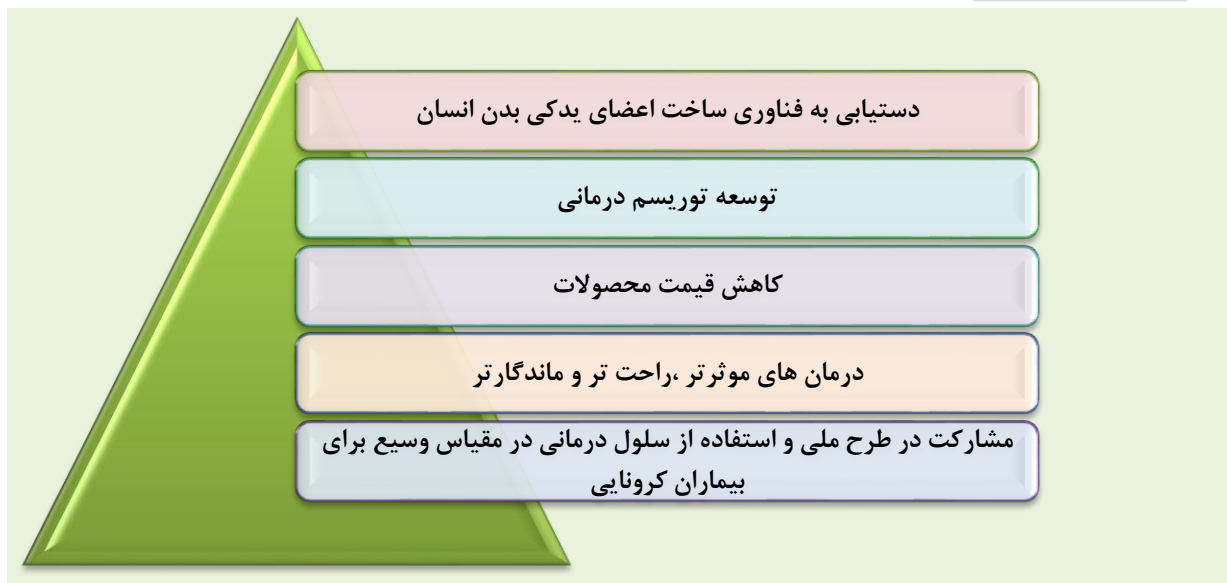 دستیابی به فناوری ساخت اعضای یدکی بدن انسان
توسعه توریسم درمانی
کاهش قیمت محصولات
درمان های موثرتر ،راحت تر و ماندگارتر
مشارکت در طرح ملی و استفاده از سلول درمانی در مقیاس وسیع برای
بیماران کرونایی